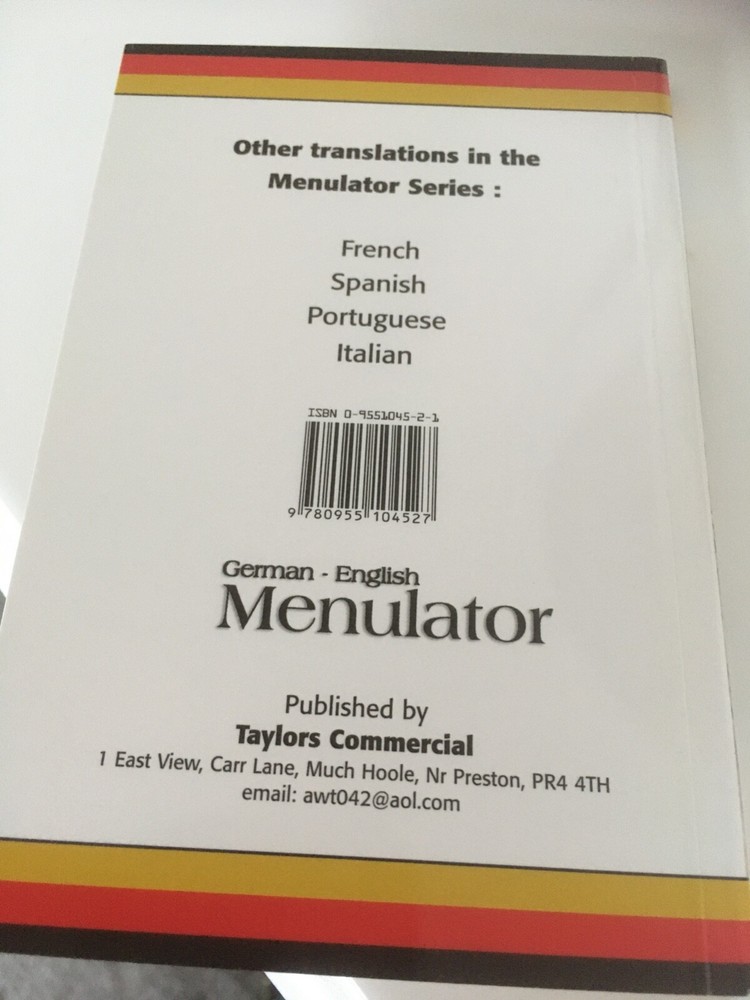 Other translations in the
Menulator Series :
French
Spanish
Portuguese
Italian
ISBN 0-9551045-2-1
9 780955 104527
German - English
Menulator
Published by
Taylors Commercial
1 East View, Carr Lane, Much Hoole, Nr Preston, PR4 4TH
email: awt042@aol.com